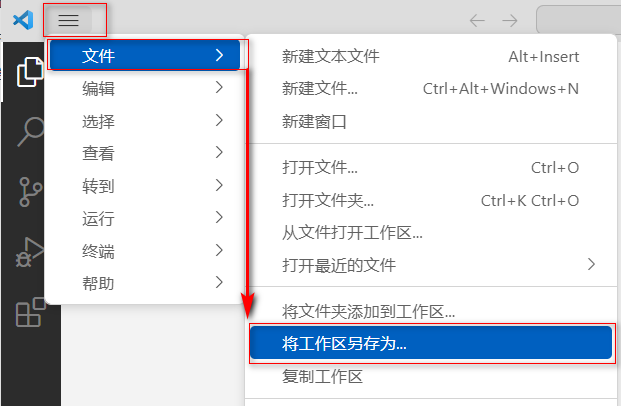 文件
编辑
选择
查看
转到
运行
终端
帮助
新建文本文件 Alt+Insert
新建文件... Ctrl+Alt+Windows+N
新建窗口
打开文件... Ctrl+O
打开文件夹... Ctrl+K Ctrl+O
从文件打开工作区...
打开最近的文件
将文件夹添加到工作区...
将工作区另存为...
复制工作区